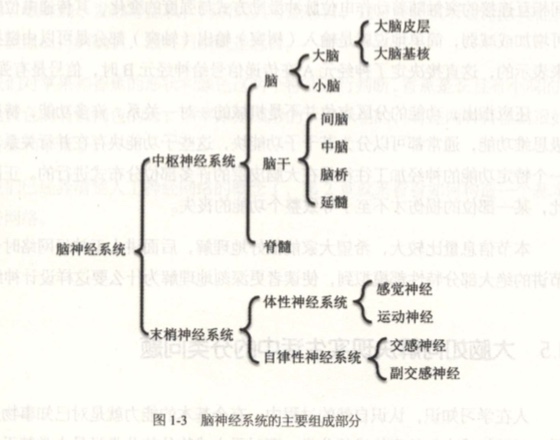 大脑皮层
大脑
大脑基核
脑
小脑
间脑
中脑
中枢神经系统
脑干
脑桥
延髓
脊髓
脑神经系统
感觉神经
体性神经系统
运动神经
末梢神经系统
交感神经
自律性神经系统
副交感神经
图 1-3 脑神经系统的主要组成部分